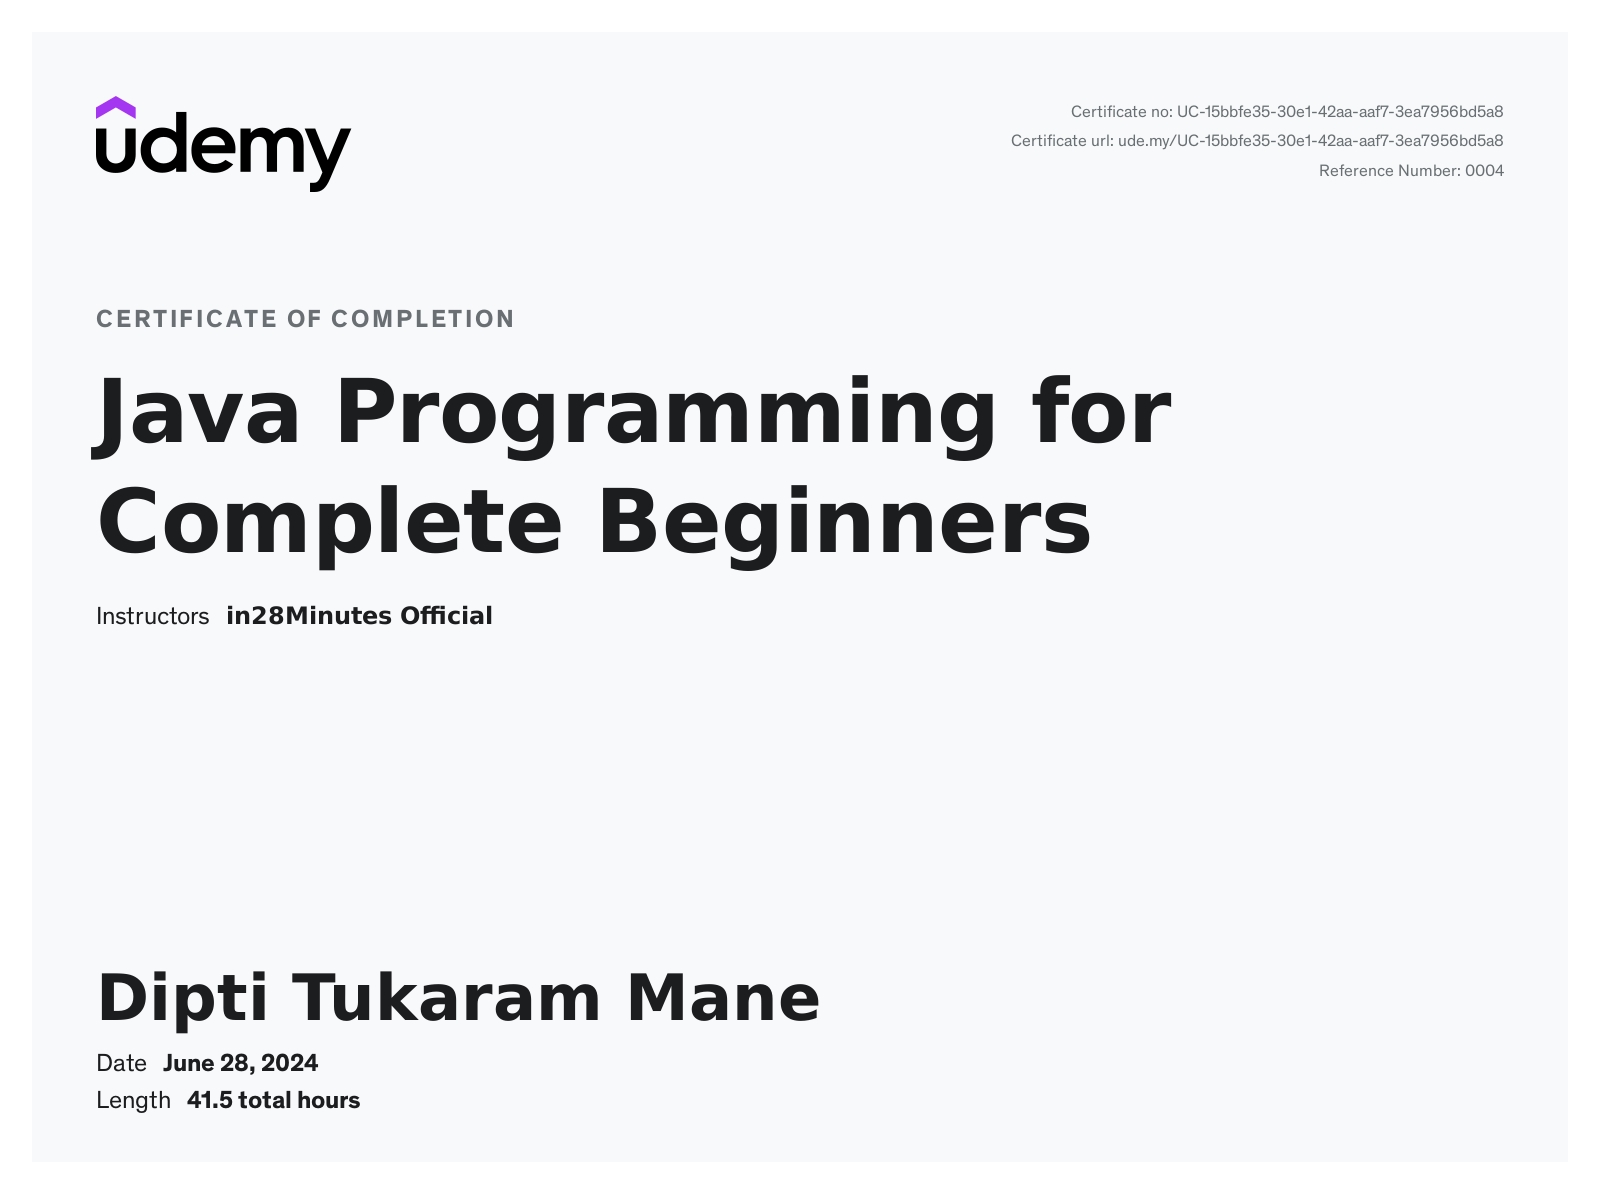 udemy
Certificate no: UC-15bbfe35-30e1-42aa-aaf7-3ea7956bd5a8
Certificate url: ude.my/UC-15bbfe35-30e1-42aa-aaf7-3ea7956bd5a8
Reference Number: 0004
CERTIFICATE OF COMPLETION
Java Programming for
Complete Beginners
Instructors in28Minutes Official
Dipti Tukaram Mane
Date June 28, 2024
Length 41.5 total hours